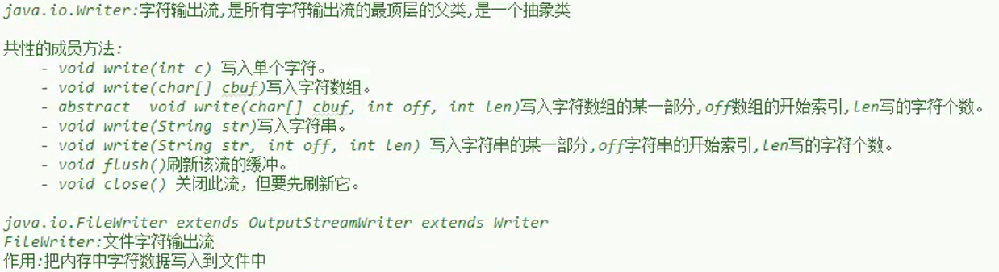 java.io.Writer:字符输出流,是所有字符输出流的最顶层的父类,是一个抽象类
共性的成员方法:
- void write(int c) 写入单个字符。
- void write(char[] cbuf)写入字符数组。
- abstract  void write(char[] cbuf, int off, int len)写入字符数组的某一部分,off数组的开始索引,len写的字符个数。
- void write(String str)写入字符串。
- void write(String str, int off, int len) 写入字符串的某一部分,off字符串的开始索引,len写的字符个数。
- void flush()刷新该流的缓冲。
- void close() 关闭此流，但要先刷新它。
java.io.FileWriter extends OutputStreamWriter extends Writer
FileWriter:文件字符输出流
作用:把内存中字符数据写入到文件中